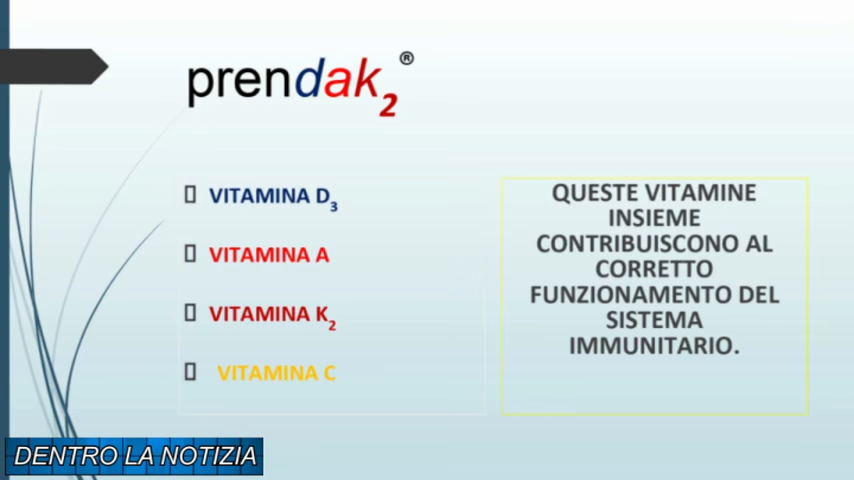 prendak2®
VITAMINA D3
VITAMINA A
VITAMINA K2
VITAMINA C
QUESTE VITAMINE
INSIEME
CONTRIBUISCONO AL
CORRETTO
FUNZIONAMENTO DEL
SISTEMA
IMMUNITARIO.
DENTRO LA NOTIZIA